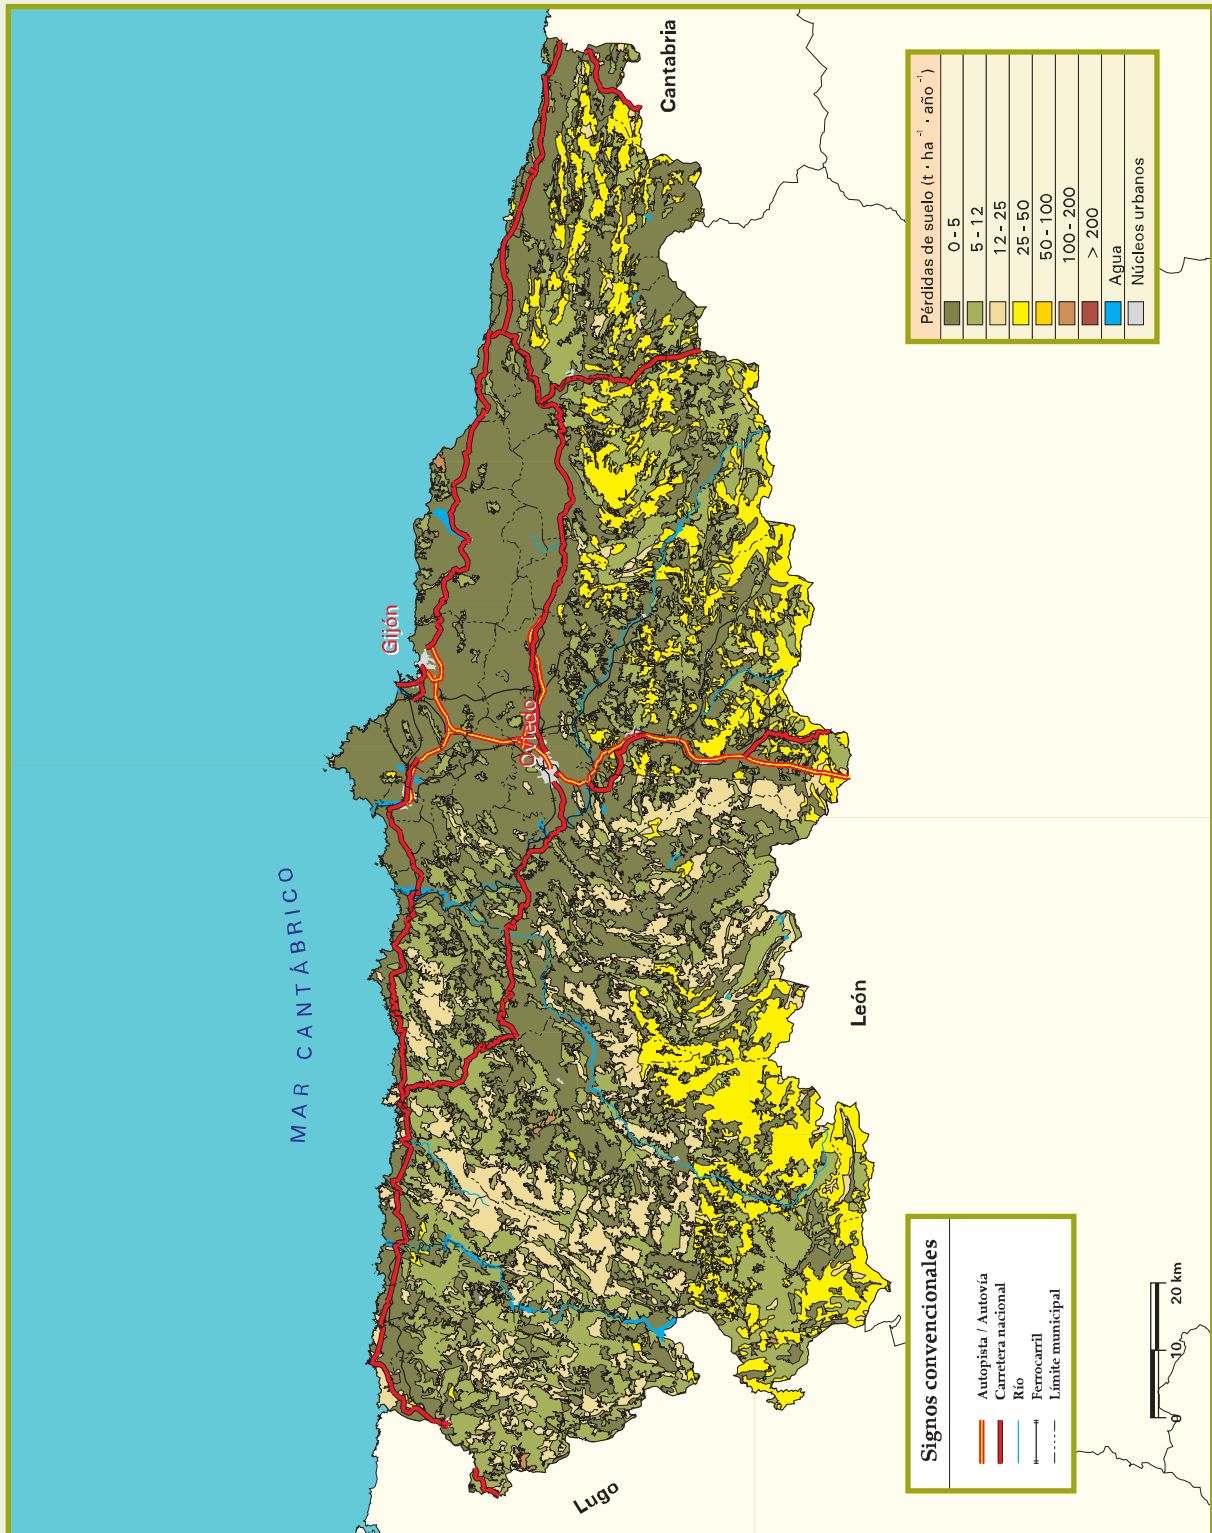 MAR CANTÁBRICO
Gijón
Oviedo
Cantabria
León
Lugo
Pérdidas de suelo (t · ha ⁻¹ · año ⁻¹)
0 - 5
5 - 12
12 - 25
25 - 50
50 - 100
100 - 200
> 200
Agua
Núcleos urbanos
Signos convencionales
Autopista / Autovía
Carretera nacional
Río
Ferrocarril
Límite municipal
0 10 20 km